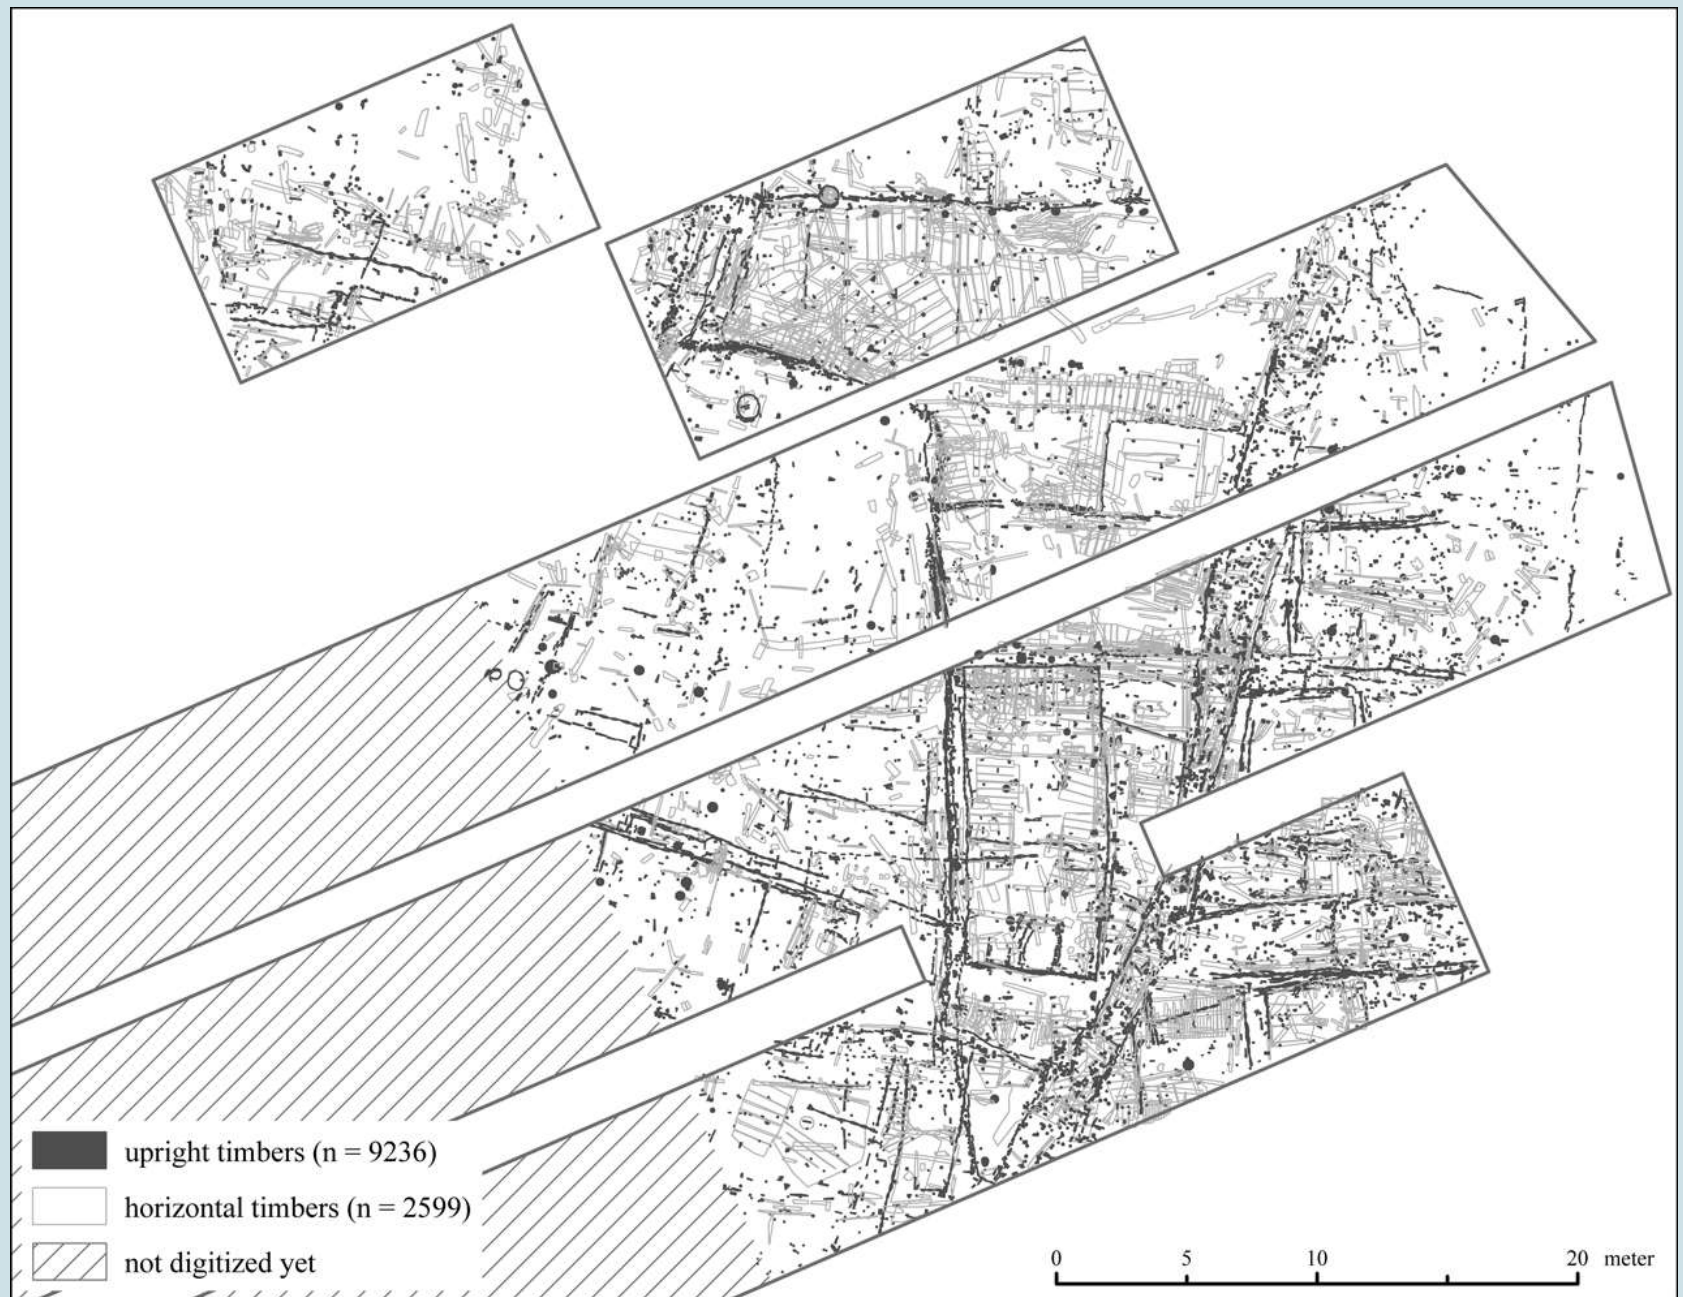 upright timbers (n = 9236)
horizontal timbers (n = 2599)
not digitized yet
0 5 10 20 meter